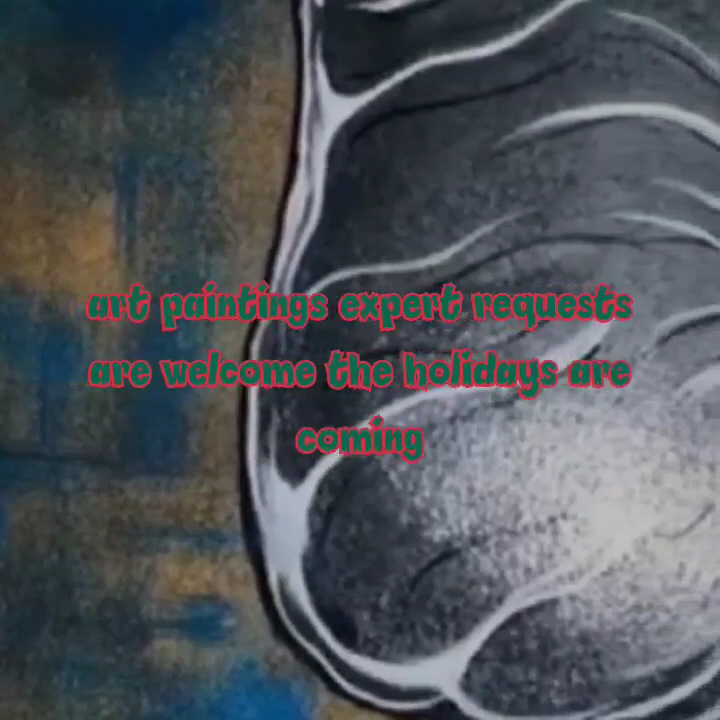 art paintings expert requests
are welcome the holidays are
coming